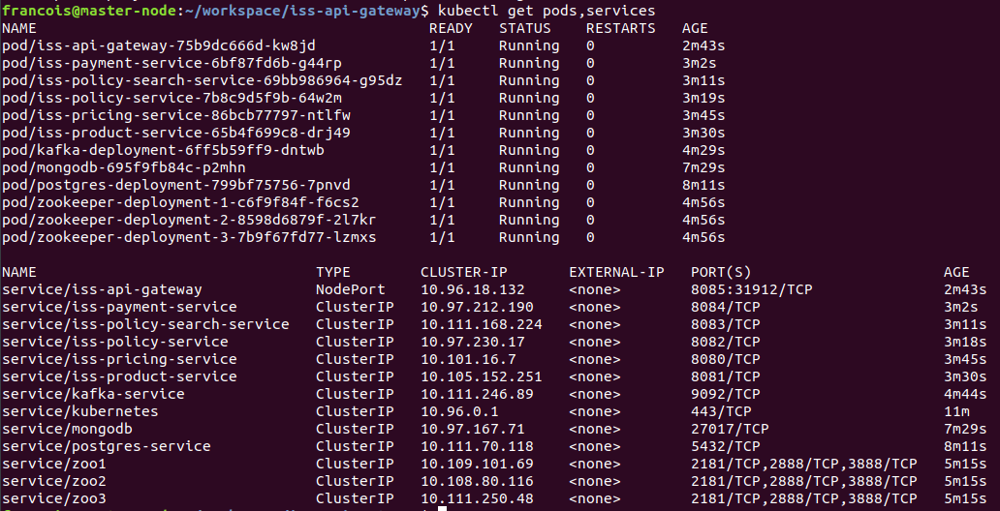 francois@master-node:~/workspace/iss-api-gateway$ kubectl get pods,services
NAME READY STATUS RESTARTS AGE
pod/iss-api-gateway-75b9dc666d-kw8jd 1/1 Running 0 2m43s
pod/iss-payment-service-6bf87fd6b-g44rp 1/1 Running 0 3m2s
pod/iss-policy-search-service-69bb986964-g95dz 1/1 Running 0 3m11s
pod/iss-policy-service-7b8c9d5f9b-64w2m 1/1 Running 0 3m19s
pod/iss-pricing-service-86bcb77797-ntlfw 1/1 Running 0 3m45s
pod/iss-product-service-65b4f699c8-drj49 1/1 Running 0 3m30s
pod/kafka-deployment-6ff5b59ff9-dntwb 1/1 Running 0 4m29s
pod/mongodb-695f9fb84c-p2mhn 1/1 Running 0 7m29s
pod/postgres-deployment-799bf75756-7pnvd 1/1 Running 0 8m11s
pod/zookeeper-deployment-1-c6f9f84f-f6cs2 1/1 Running 0 4m56s
pod/zookeeper-deployment-2-8598d6879f-2l7kr 1/1 Running 0 4m56s
pod/zookeeper-deployment-3-7b9f67fd77-lzmxs 1/1 Running 0 4m56s
NAME TYPE CLUSTER-IP EXTERNAL-IP PORT(S) AGE
service/iss-api-gateway NodePort 10.96.18.132 <none> 8085:31912/TCP 2m43s
service/iss-payment-service ClusterIP 10.97.212.190 <none> 8084/TCP 3m2s
service/iss-policy-search-service ClusterIP 10.111.168.224 <none> 8083/TCP 3m11s
service/iss-policy-service ClusterIP 10.97.230.17 <none> 8082/TCP 3m18s
service/iss-pricing-service ClusterIP 10.101.16.7 <none> 8080/TCP 3m45s
service/iss-product-service ClusterIP 10.105.152.251 <none> 8081/TCP 3m30s
service/kafka-service ClusterIP 10.111.246.89 <none> 9092/TCP 4m44s
service/kubernetes ClusterIP 10.96.0.1 <none> 443/TCP 11m
service/mongodb ClusterIP 10.97.167.71 <none> 27017/TCP 7m29s
service/postgres-service ClusterIP 10.111.70.118 <none> 5432/TCP 8m11s
service/zoo1 ClusterIP 10.109.101.69 <none> 2181/TCP,2888/TCP,3888/TCP 5m15s
service/zoo2 ClusterIP 10.108.80.116 <none> 2181/TCP,2888/TCP,3888/TCP 5m15s
service/zoo3 ClusterIP 10.111.250.48 <none> 2181/TCP,2888/TCP,3888/TCP 5m15s